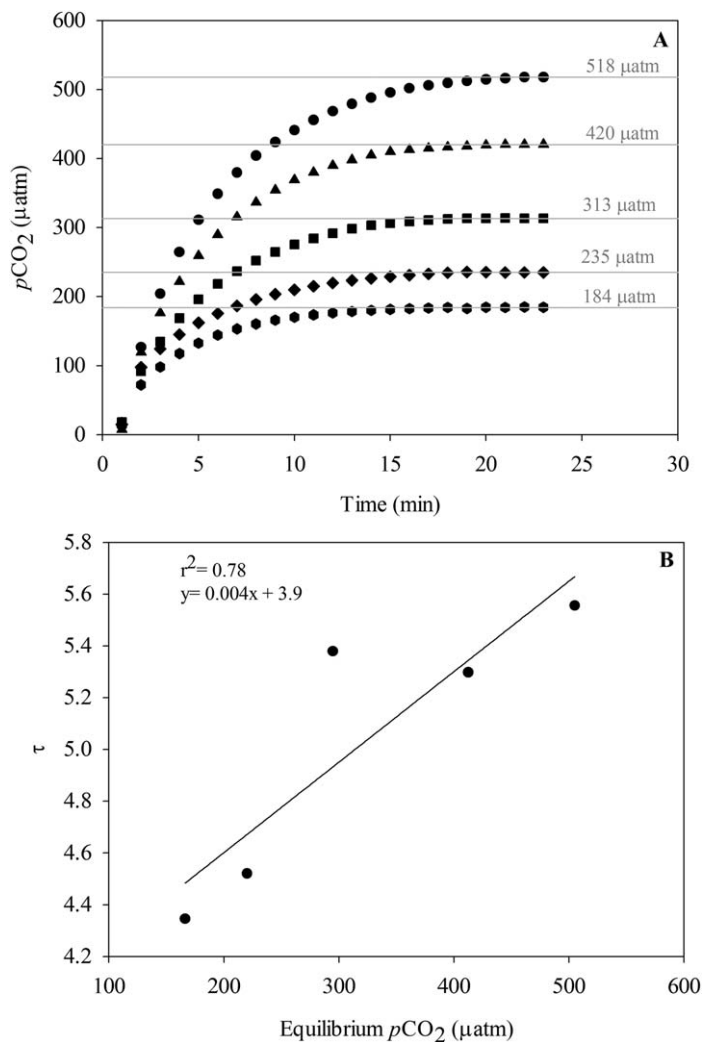 600
A
518 μatm
500
420 μatm
400
pCO2 (μatm)
313 μatm
300
235 μatm
200
184 μatm
100
0
0 5 10 15 20 25 30
Time (min)
5.8
B
r2= 0.78
y= 0.004x + 3.9
5.6
5.4
5.2
τ
5.0
4.8
4.6
4.4
4.2
100 200 300 400 500 600
Equilibrium pCO2 (μatm)